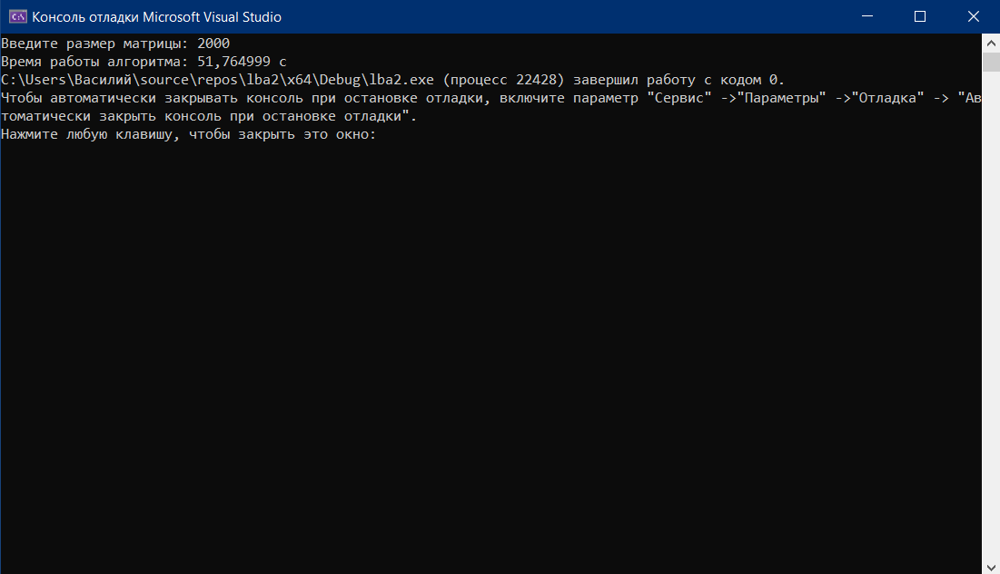 Консоль отладки Microsoft Visual Studio
Введите размер матрицы: 2000
Время работы алгоритма: 51,764999 с
C:\Users\Василий\source\repos\lba2\x64\Debug\lba2.exe (процесс 22428) завершил работу с кодом 0.
Чтобы автоматически закрывать консоль при остановке отладки, включите параметр "Сервис" ->"Параметры" ->"Отладка" -> "Ав
томатически закрыть консоль при остановке отладки".
Нажмите любую клавишу, чтобы закрыть это окно: